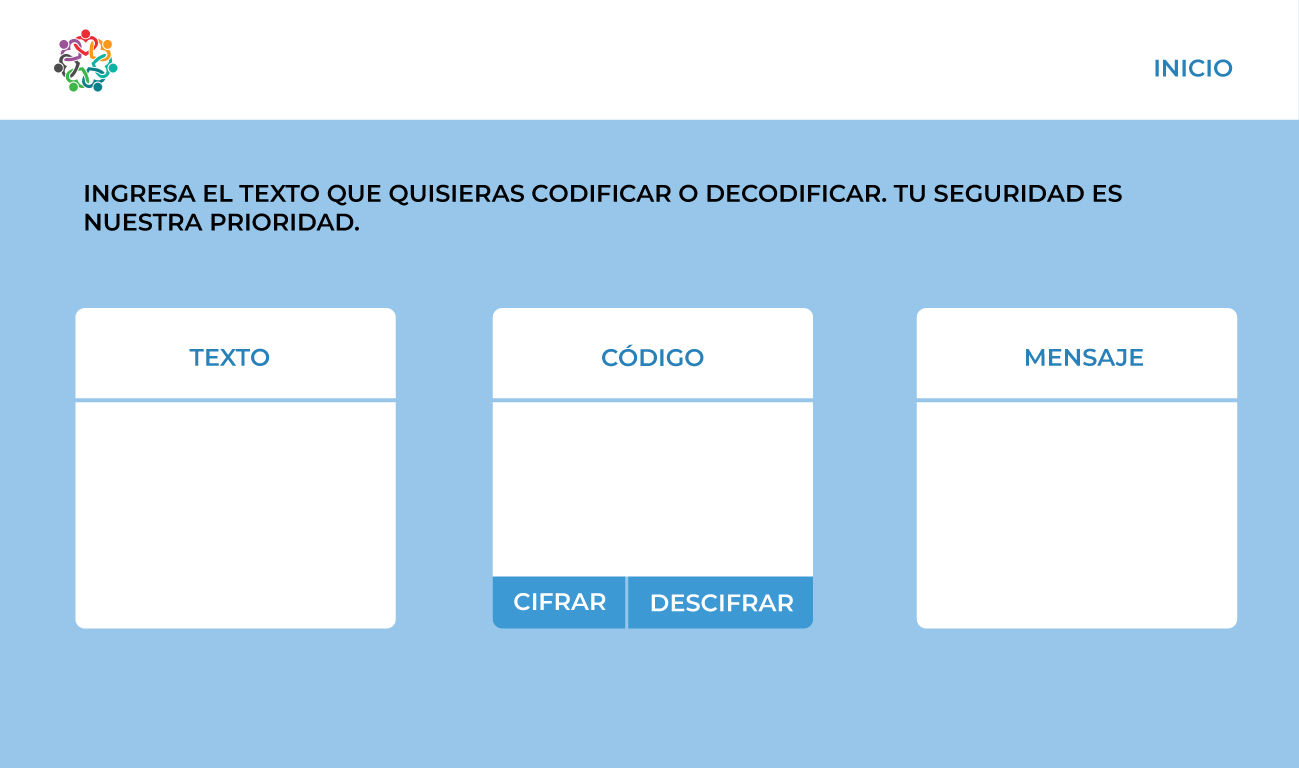 INICIO
INGRESA EL TEXTO QUE QUISIERAS CODIFICAR O DECODIFICAR. TU SEGURIDAD ES
NUESTRA PRIORIDAD.
TEXTO
CÓDIGO
MENSAJE
CIFRAR
DESCIFRAR